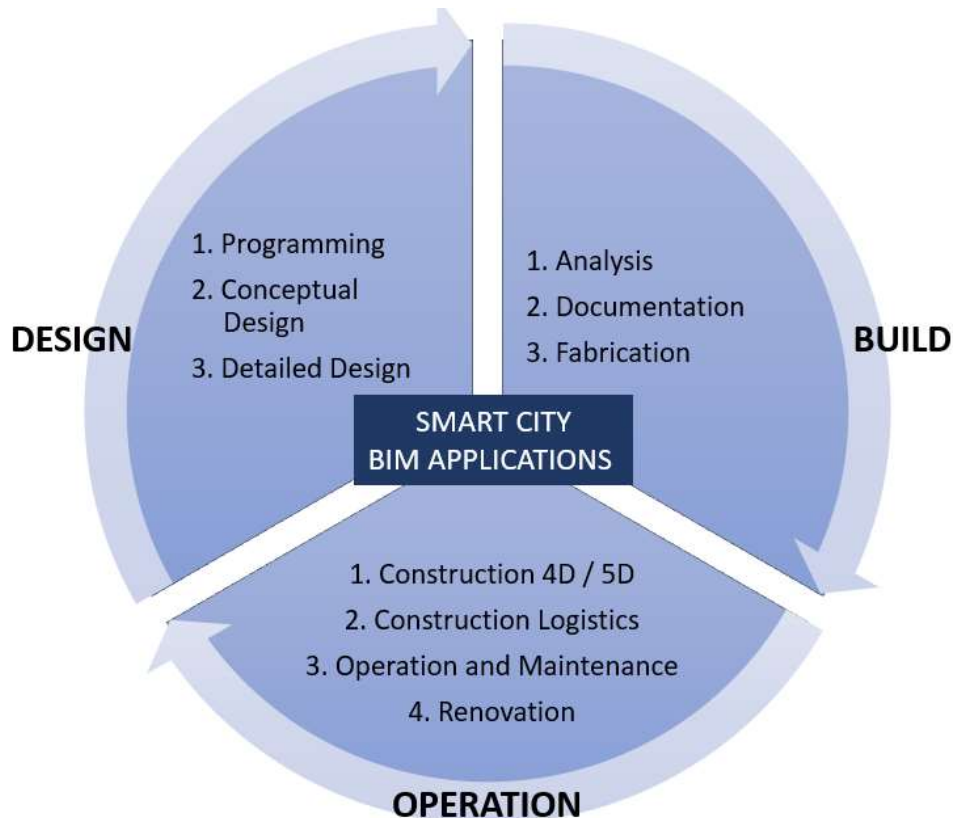 DESIGN
1. Programming
2. Conceptual
Design
3. Detailed Design
BUILD
1. Analysis
2. Documentation
3. Fabrication
SMART CITY
BIM APPLICATIONS
1. Construction 4D / 5D
2. Construction Logistics
3. Operation and Maintenance
4. Renovation
OPERATION